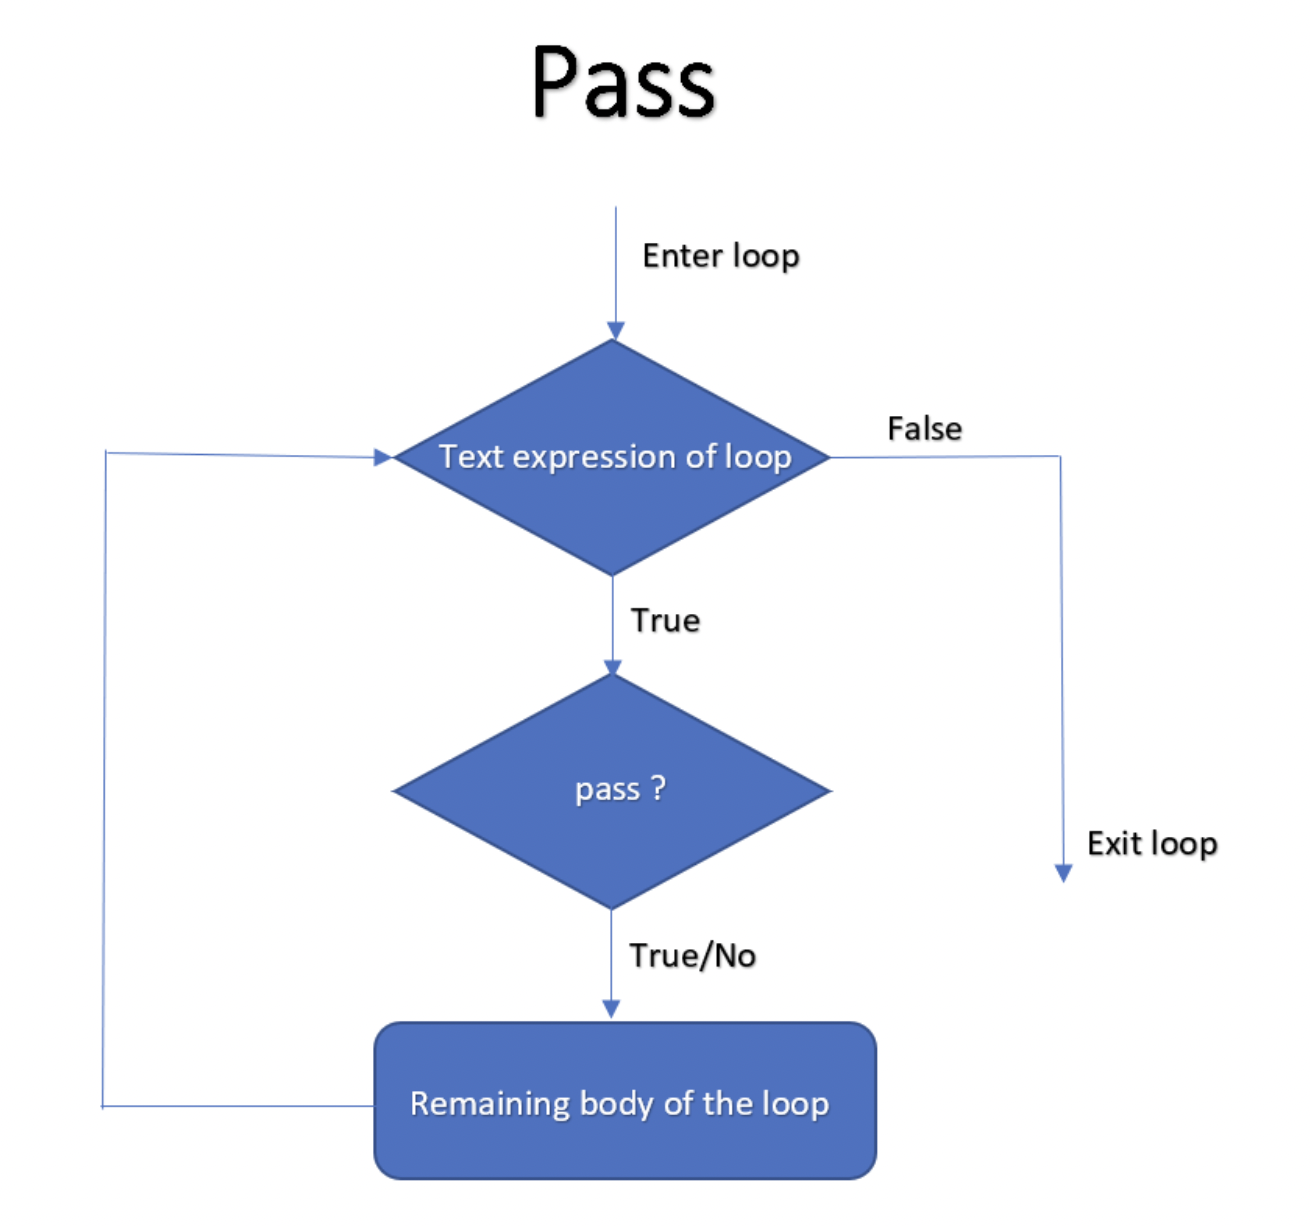 Pass
Enter loop
Text expression of loop
False
True
pass ?
Exit loop
True/No
Remaining body of the loop